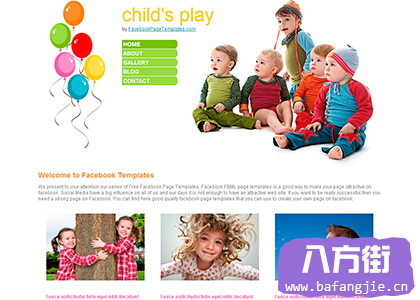 child's play
by FacebookPageTemplates.com
HOME
ABOUT
GALLERY
BLOG
CONTACT
Welcome to Facebook Templates
We present to your attention our series of Free Facebook Page Templates. Facebook FBML page templates is a good way to make your page attractive on
facebook. Social Media have a big influence on all of us and our days it is not enough to have an attractive web site. If you want to be really successful then you
need a strong page on Facebook. You can find here good quality facebook page templates that you can use to create your own page on facebook.
Fusce sollicitudin felis eget nibh tincidunt
Fusce sollicitudin felis eget nibh tincidunt
Fusce sollicitudin felis eget nibh tincidunt
八方街
www.bafangjie.cn